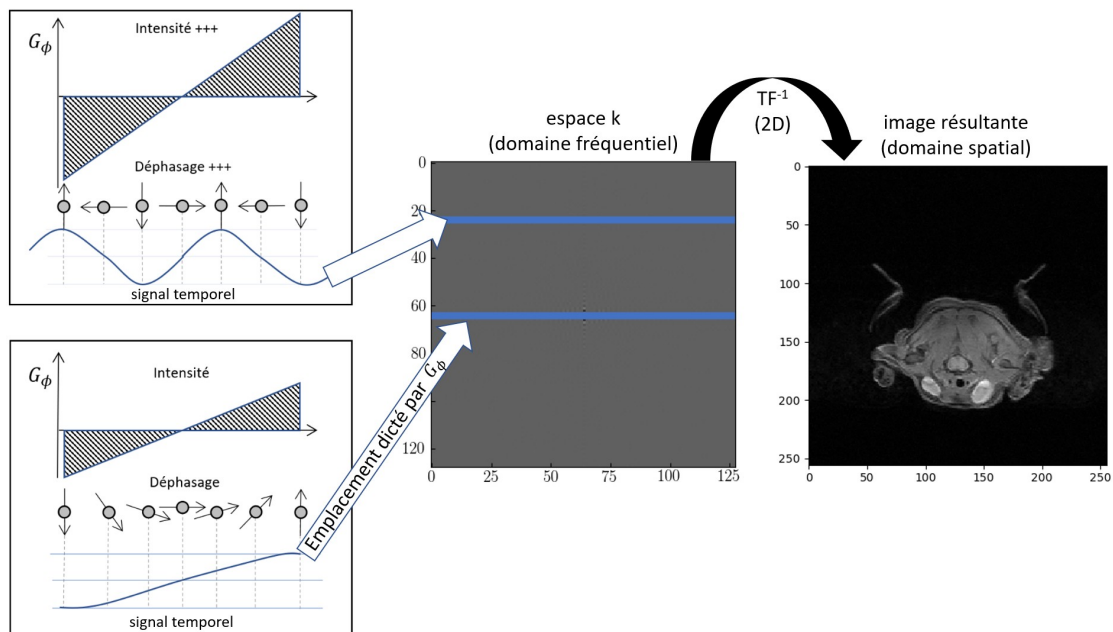 Intensité +++
G_ϕ
Déphasage +++
signal temporel
G_ϕ
Intensité
Déphasage
signal temporel
Emplacement dicté par G_ϕ
espace k
(domaine fréquentiel)
0
20
40
60
80
120
0
25
50
75
100
125
TF⁻¹
(2D)
image résultante
(domaine spatial)
0
50
100
150
200
250
0
50
100
150
200
250